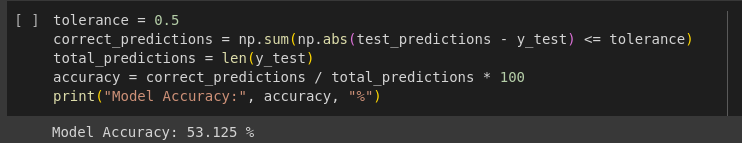 [ ] tolerance = 0.5
correct_predictions = np.sum(np.abs(test_predictions - y_test) <= tolerance)
total_predictions = len(y_test)
accuracy = correct_predictions / total_predictions * 100
print("Model Accuracy:", accuracy, "%")
Model Accuracy: 53.125 %